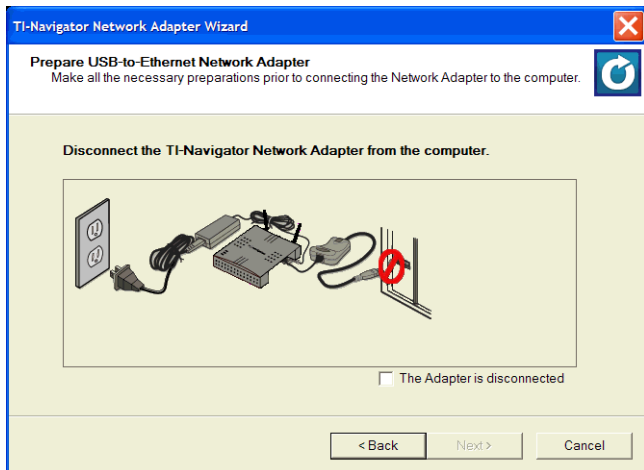 TI-Navigator Network Adapter Wizard
Prepare USB-to-Ethernet Network Adapter
Make all the necessary preparations prior to connecting the Network Adapter to the computer.
Disconnect the TI-Navigator Network Adapter from the computer.
The Adapter is disconnected
< Back Next > Cancel